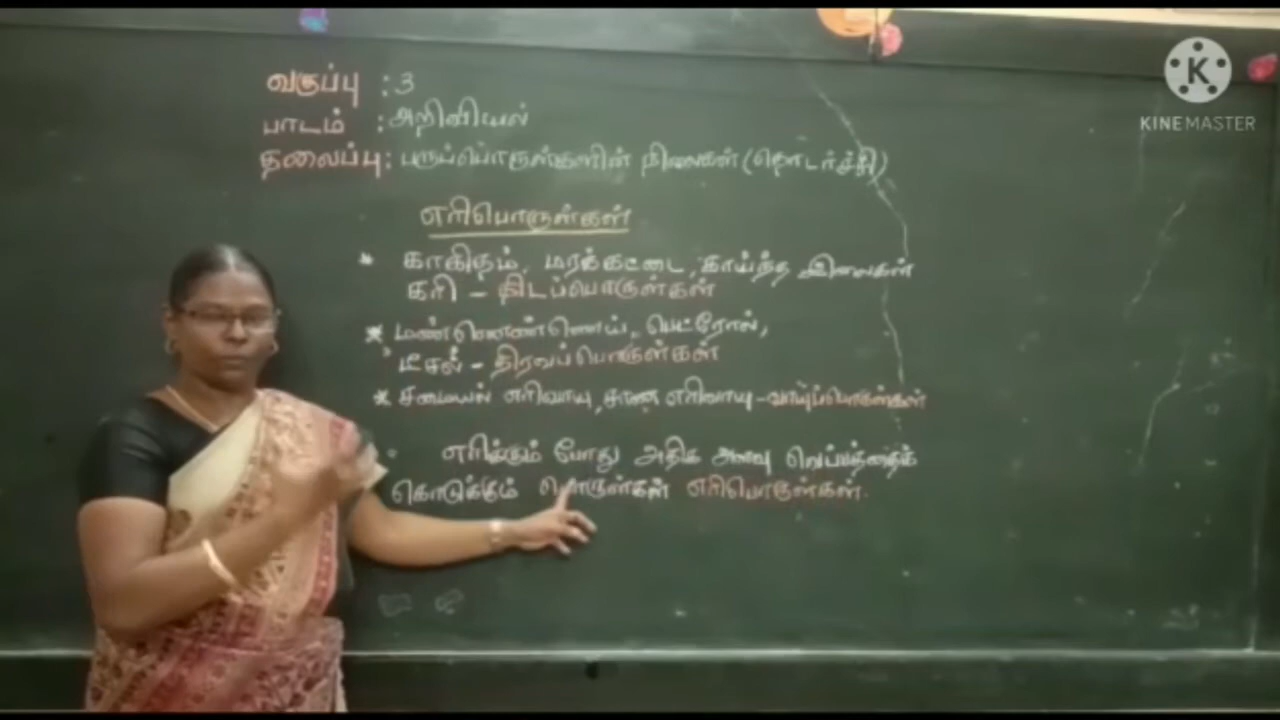 வகுப்பு : 3
பாடம் : அறிவியல்
தலைப்பு : பருப்பொருள்களின் நிலைகள் (தொடர்ச்சி)
எரிபொருள்கள்
* காகிதம், மரக்கட்டை, காய்ந்த இலைகள்
கரி - திடப்பொருள்கள்
* மண்ணெண்ணெய், பெட்ரோல்,
டீசல் - திரவப்பொருள்கள்
* சமையல் எரிவாயு, சாண எரிவாயு - வாயுப்பொருள்கள்
எரிக்கும் போது அதிக அளவு வெப்பத்தைக்
கொடுக்கும் பொருள்கள் எரிபொருள்கள்.
K
KINEMASTER